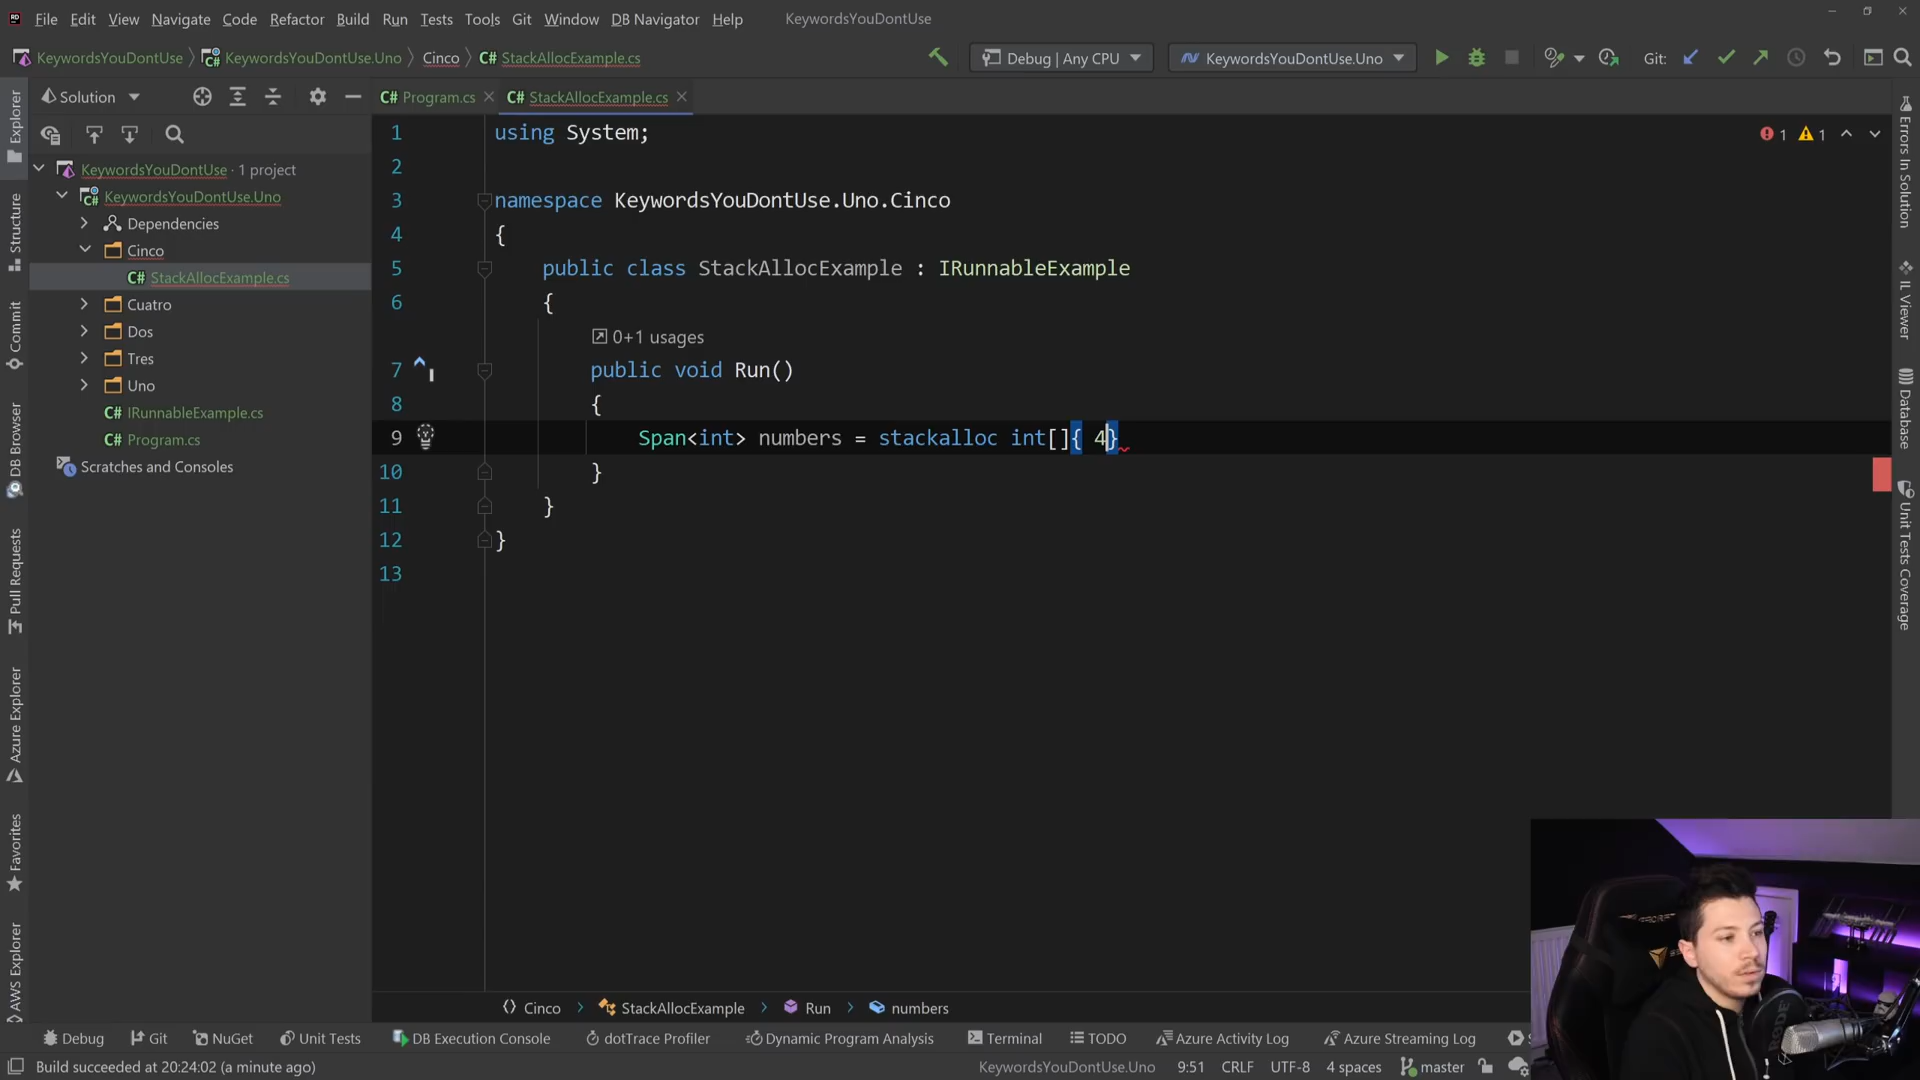 File Edit View Navigate Code Refactor Build Run Tests Tools Git Window DB Navigator Help KeywordsYouDontUse
KeywordsYouDontUse KeywordsYouDontUse.Uno Cinco C# StackAllocExample.cs Debug | Any CPU KeywordsYouDontUse.Uno Git:
Solution C# Program.cs C# StackAllocExample.cs
KeywordsYouDontUse · 1 project
KeywordsYouDontUse.Uno
Dependencies
Cinco
C# StackAllocExample.cs
Cuatro
Dos
Tres
Uno
C# IRunnableExample.cs
C# Program.cs
Scratches and Consoles
Explorer
Structure
Commit
DB Browser
Pull Requests
Azure Explorer
Favorites
AWS Explorer
1 using System;
2
3 namespace KeywordsYouDontUse.Uno.Cinco
4 {
5 public class StackAllocExample : IRunnableExample
6 {
0+1 usages
7 public void Run()
8 {
9 Span<int> numbers = stackalloc int[]{ 4}
10 }
11 }
12 }
13
1 1
Errors In Solution
IL Viewer
Database
Unit Tests Coverage
RODE
Cinco StackAllocExample Run numbers
Debug Git NuGet Unit Tests DB Execution Console dotTrace Profiler Dynamic Program Analysis Terminal TODO Azure Activity Log Azure Streaming Log
Build succeeded at 20:24:02 (a minute ago) KeywordsYouDontUse.Uno 9:51 CRLF UTF-8 4 spaces master